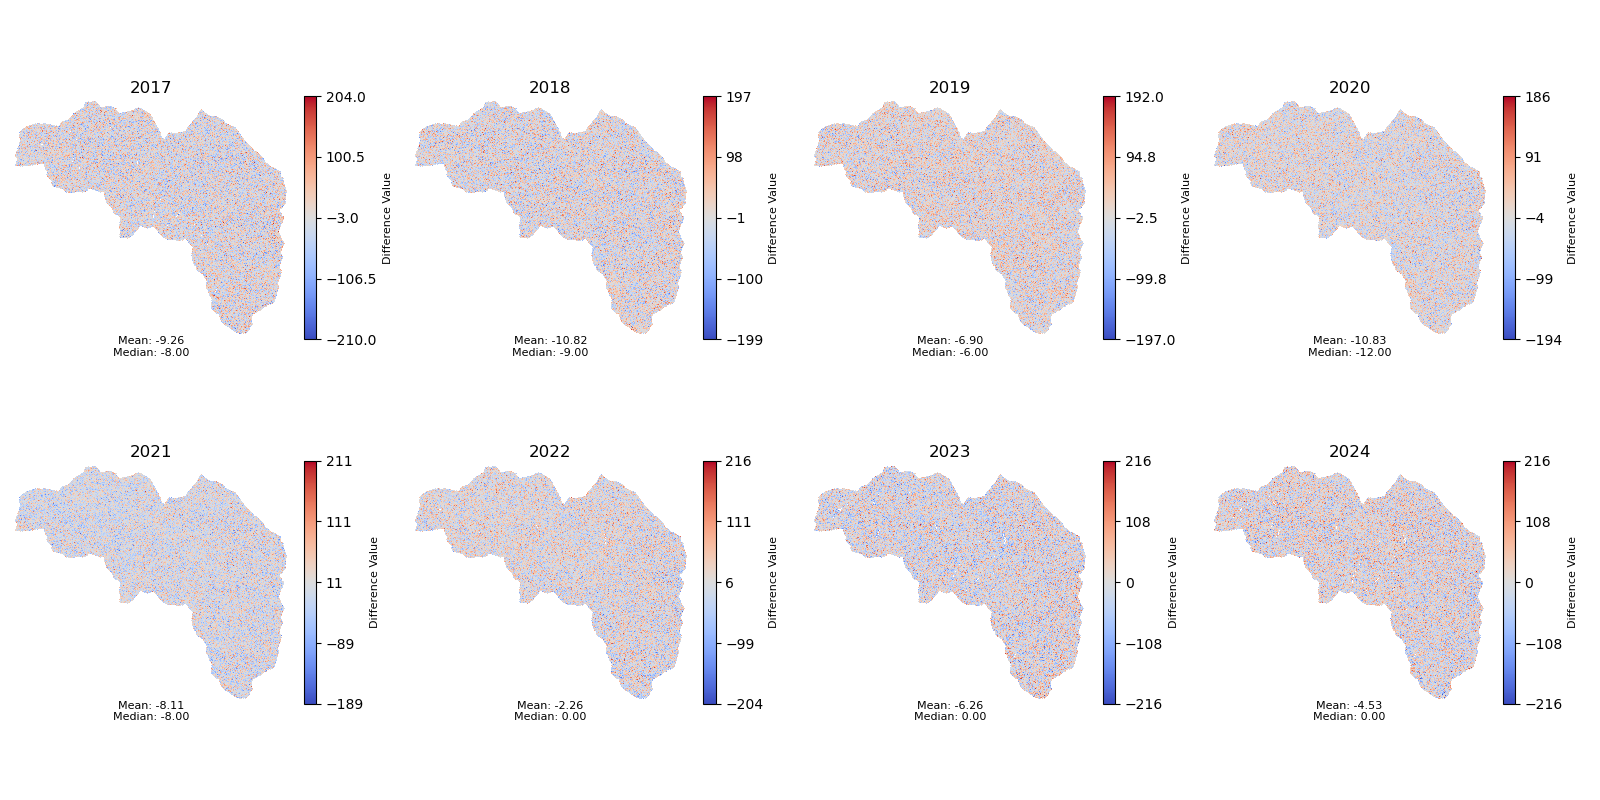 2017
204.0
100.5
−3.0
−106.5
−210.0
Difference Value
Mean: -9.26
Median: -8.00
2018
197
98
−1
−100
−199
Difference Value
Mean: -10.82
Median: -9.00
2019
192.0
94.8
−2.5
−99.8
−197.0
Difference Value
Mean: -6.90
Median: -6.00
2020
186
91
−4
−99
−194
Difference Value
Mean: -10.83
Median: -12.00
2021
211
111
11
−89
−189
Difference Value
Mean: -8.11
Median: -8.00
2022
216
111
6
−99
−204
Difference Value
Mean: -2.26
Median: 0.00
2023
216
108
0
−108
−216
Difference Value
Mean: -6.26
Median: 0.00
2024
216
108
0
−108
−216
Difference Value
Mean: -4.53
Median: 0.00